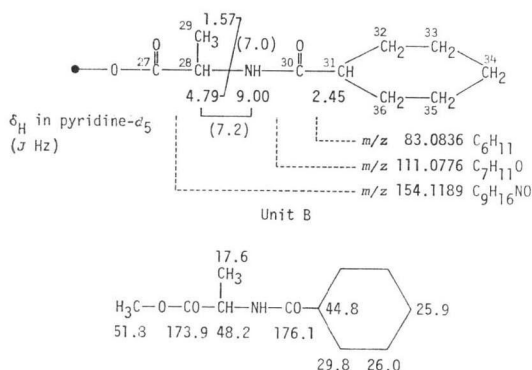 29 1.57
CH3 (7.0) 32 33
O O CH2-CH2
27 28 30 31 34
O-C-CH-NH-C-CH CH2
4.79 9.00 2.45 CH2-CH2
36 35
δH in pyridine-d5 (7.2)
(J Hz) m/z 83.0836 C6H11
m/z 111.0776 C7H11O
m/z 154.1189 C9H16NO
Unit B
17.6
CH3
H3C-O-CO-CH-NH-CO 44.8 25.9
51.8 173.9 48.2 176.1
29.8 26.0